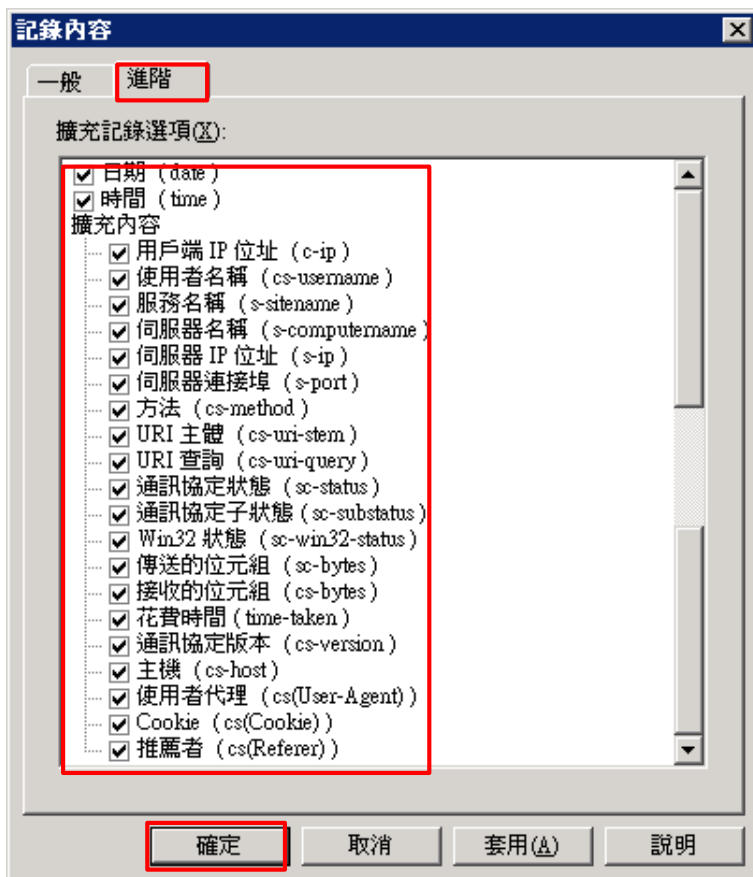 記錄內容
一般
進階
擴充記錄選項(X):
日期 ( date )
時間 ( time )
擴充內容
用戶端 IP 位址 ( c-ip )
使用者名稱 ( cs-username )
服務名稱 ( s-sitename )
伺服器名稱 ( s-computername )
伺服器 IP 位址 ( s-ip )
伺服器連接埠 ( s-port )
方法 ( cs-method )
URI 主體 ( cs-uri-stem )
URI 查詢 ( cs-uri-query )
通訊協定狀態 ( sc-status )
通訊協定子狀態 ( sc-substatus )
Win32 狀態 ( sc-win32-status )
傳送的位元組 ( sc-bytes )
接收的位元組 ( cs-bytes )
花費時間 ( time-taken )
通訊協定版本 ( cs-version )
主機 ( cs-host )
使用者代理 ( cs(User-Agent) )
Cookie ( cs(Cookie) )
推薦者 ( cs(Referer) )
確定
取消
套用(A)
說明